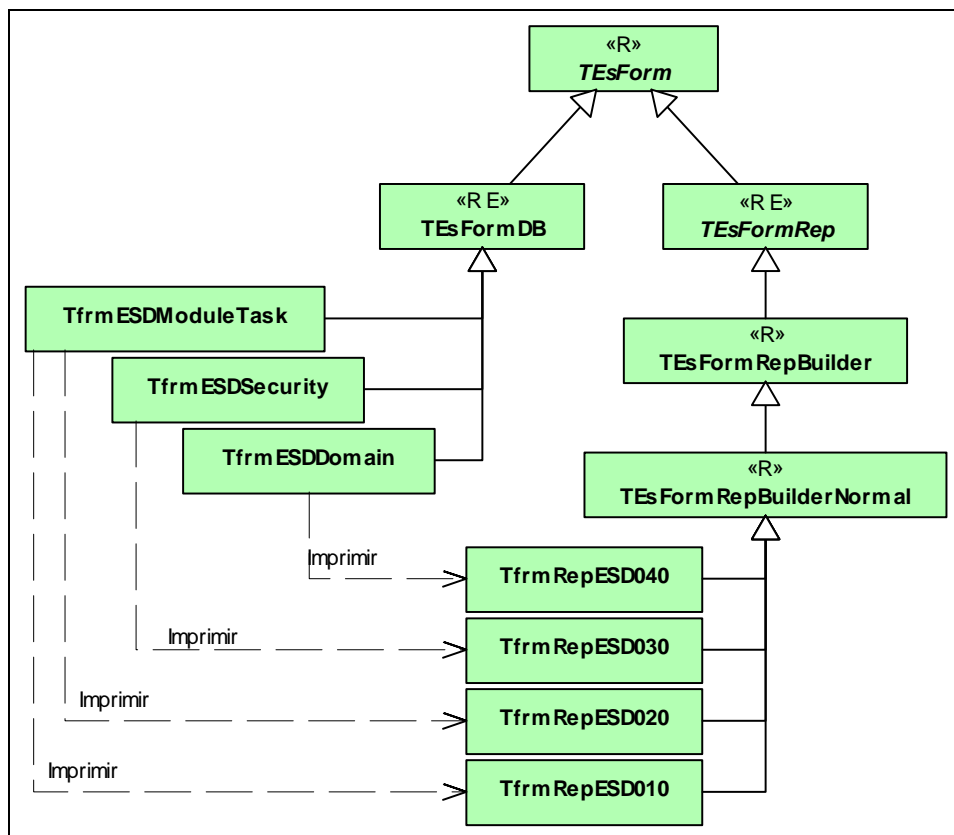 «R»
TEsForm
«R E»
TEsFormDB
«R E»
TEsFormRep
TfrmESDModuleTask
«R»
TEsFormRepBuilder
TfrmESDSecurity
TfrmESDDomain
«R»
TEsFormRepBuilderNormal
Imprimir
TfrmRepESD040
Imprimir
TfrmRepESD030
Imprimir
TfrmRepESD020
Imprimir
TfrmRepESD010